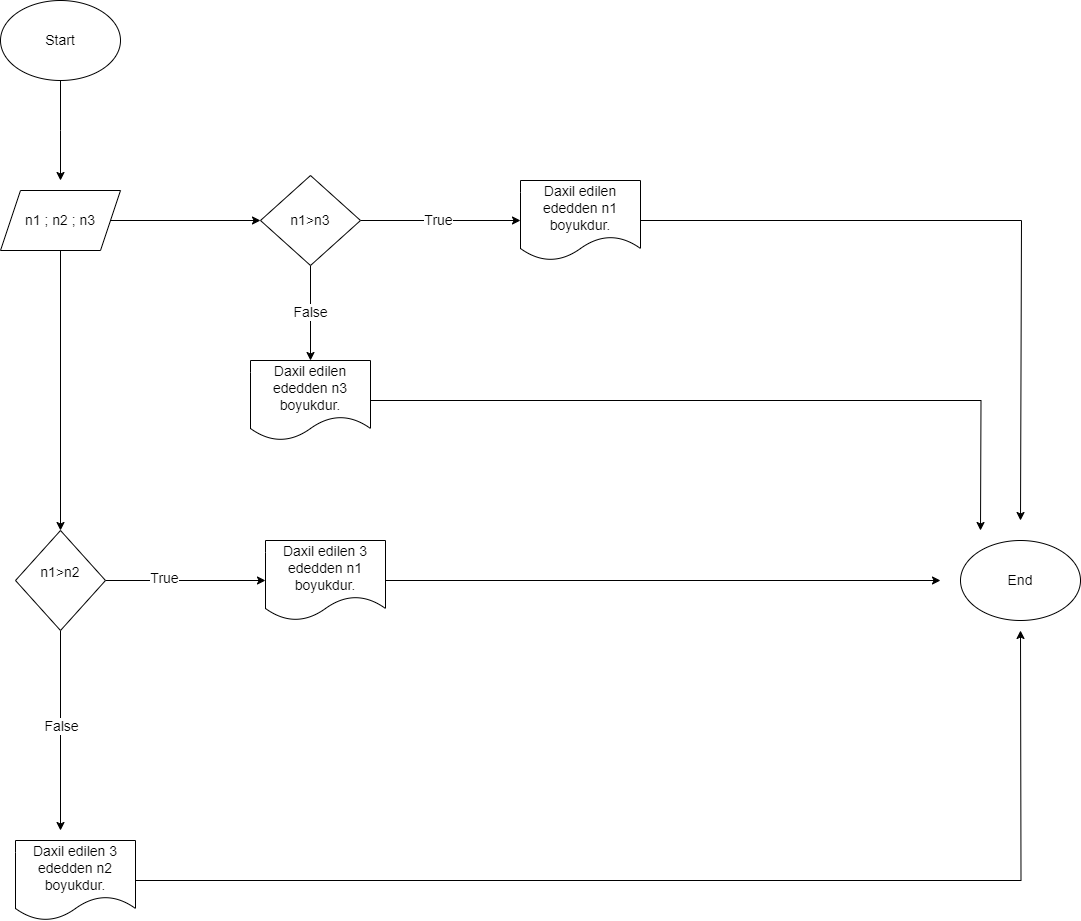 Start
n1 ; n2 ; n3
n1>n3
True
Daxil edilen
ededden n1
boyukdur.
False
Daxil edilen
ededden n3
boyukdur.
n1>n2
True
Daxil edilen 3
ededden n1
boyukdur.
End
False
Daxil edilen 3
ededden n2
boyukdur.